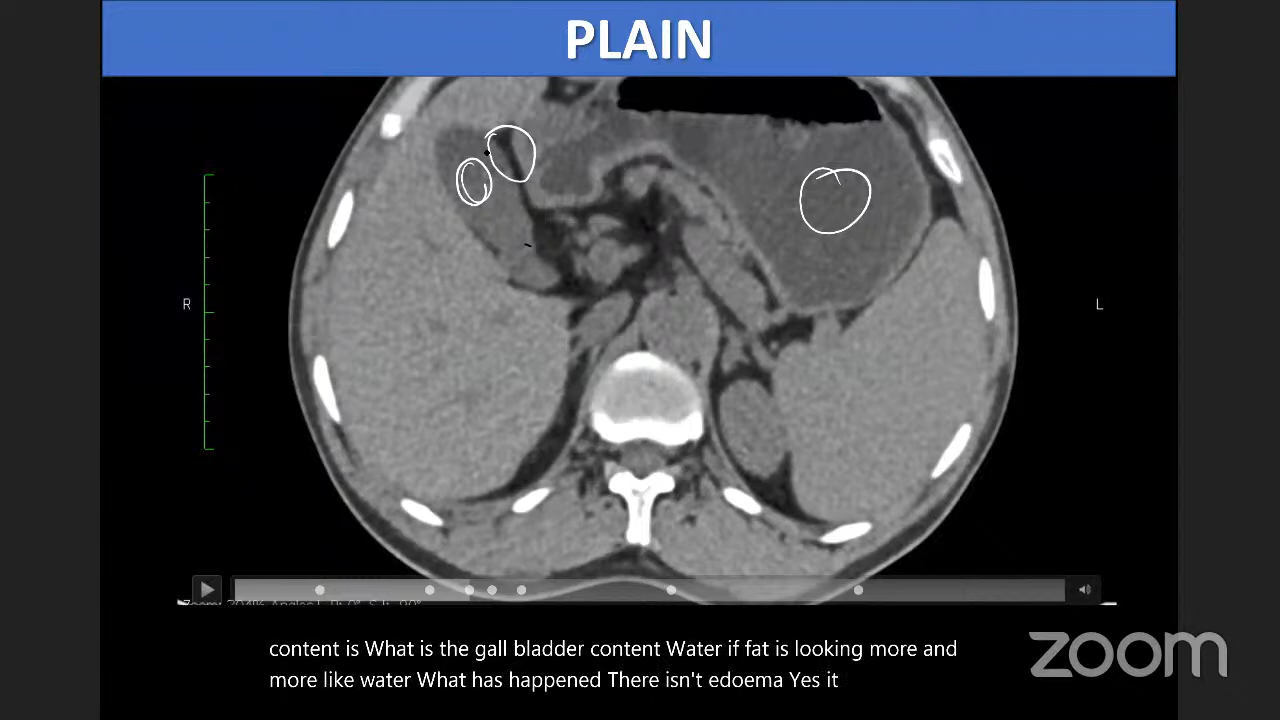 PLAIN
R
L
content is What is the gall bladder content Water if fat is looking more and
more like water What has happened There isn't edoema Yes it
zoom